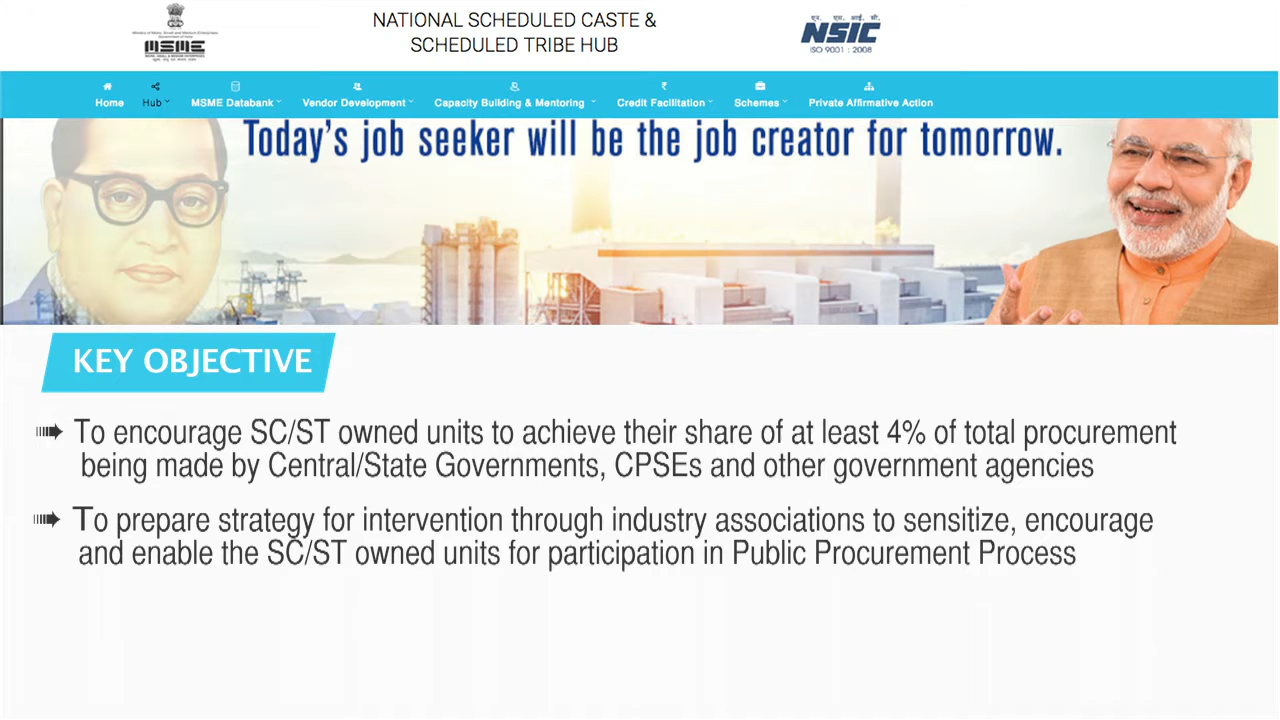 NATIONAL SCHEDULED CASTE &
SCHEDULED TRIBE HUB
MSME
एन. एस. आई. सी.
NSIC
ISO 9001 : 2008
Home
Hub
MSME Databank
Vendor Development
Capacity Building & Mentoring
Credit Facilitation
Schemes
Private Affirmative Action
Today's job seeker will be the job creator for tomorrow.
KEY OBJECTIVE
To encourage SC/ST owned units to achieve their share of at least 4% of total procurement
being made by Central/State Governments, CPSEs and other government agencies
To prepare strategy for intervention through industry associations to sensitize, encourage
and enable the SC/ST owned units for participation in Public Procurement Process